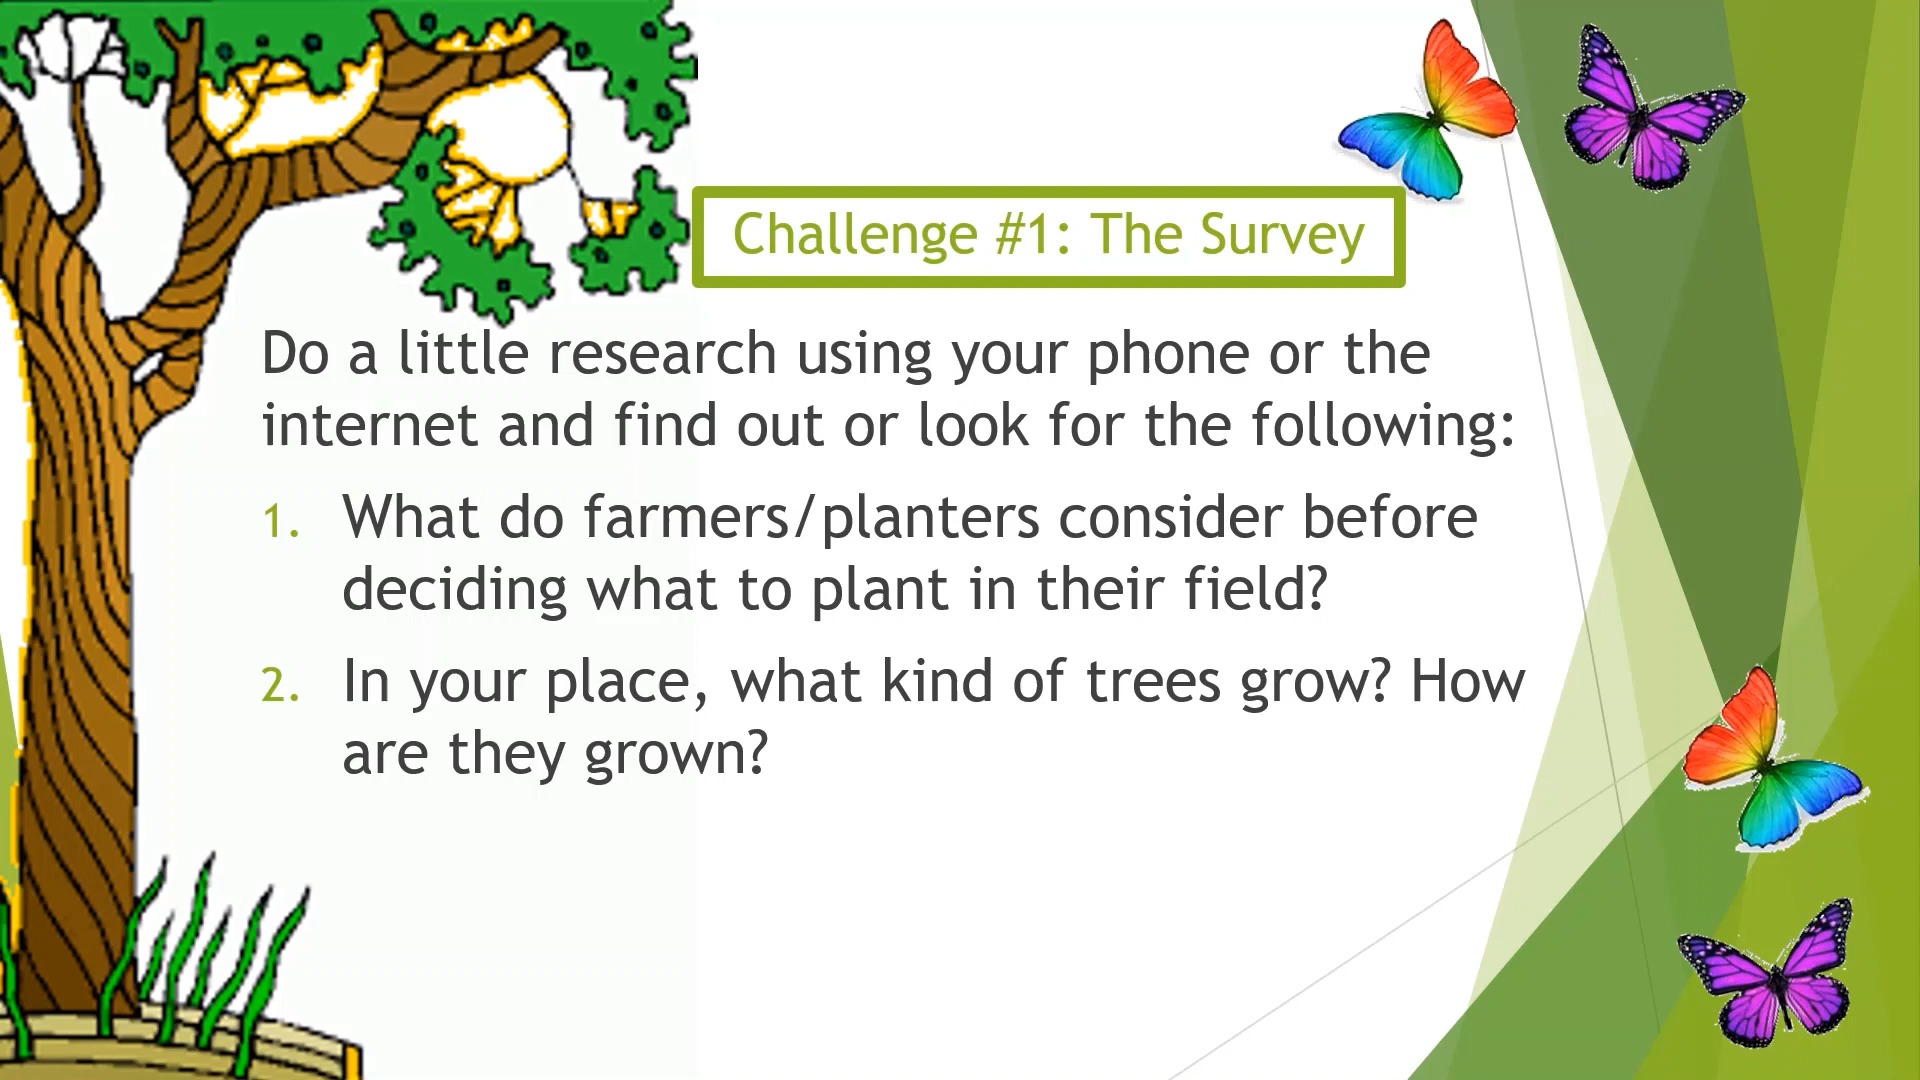 Challenge #1: The Survey
Do a little research using your phone or the
internet and find out or look for the following:
1. What do farmers/planters consider before
deciding what to plant in their field?
2. In your place, what kind of trees grow? How
are they grown?